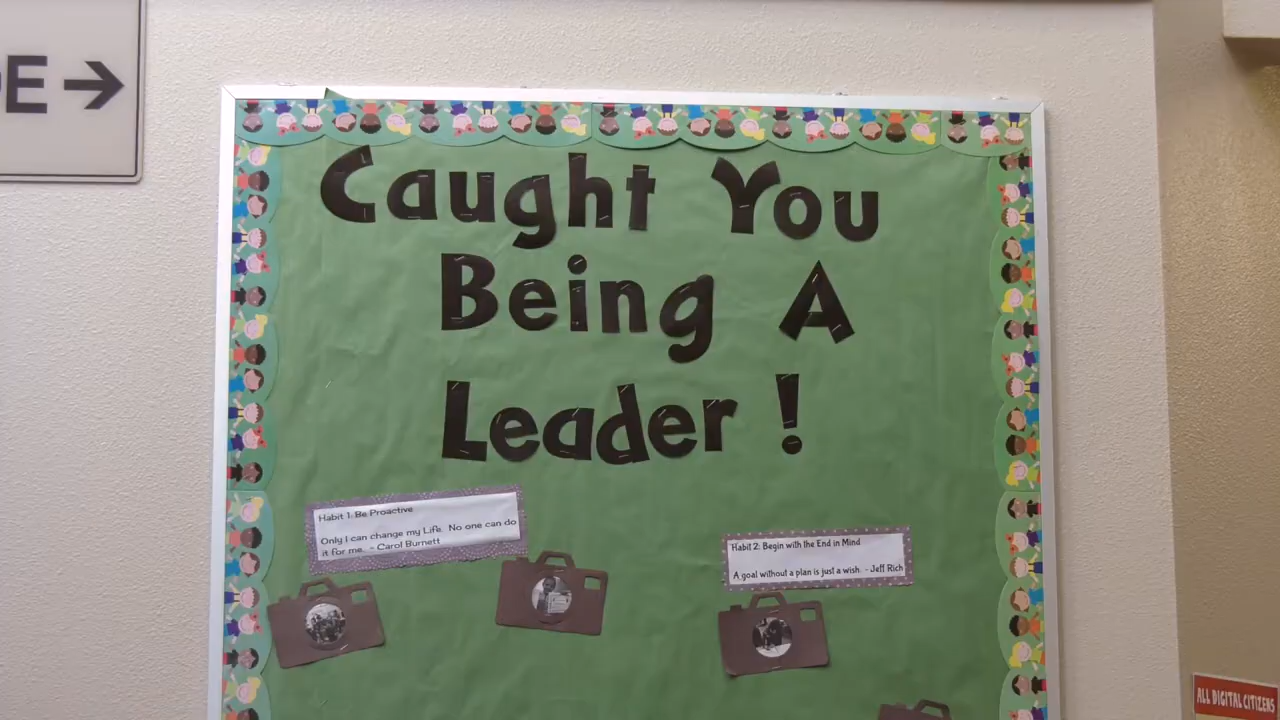 E →
Caught You
Being A
Leader !
Habit 1: Be Proactive
Only I can change my Life. No one can do
it for me. - Carol Burnett
Habit 2: Begin with the End in Mind
A goal without a plan is just a wish. - Jeff Rich
ALL DIGITAL CITIZENS